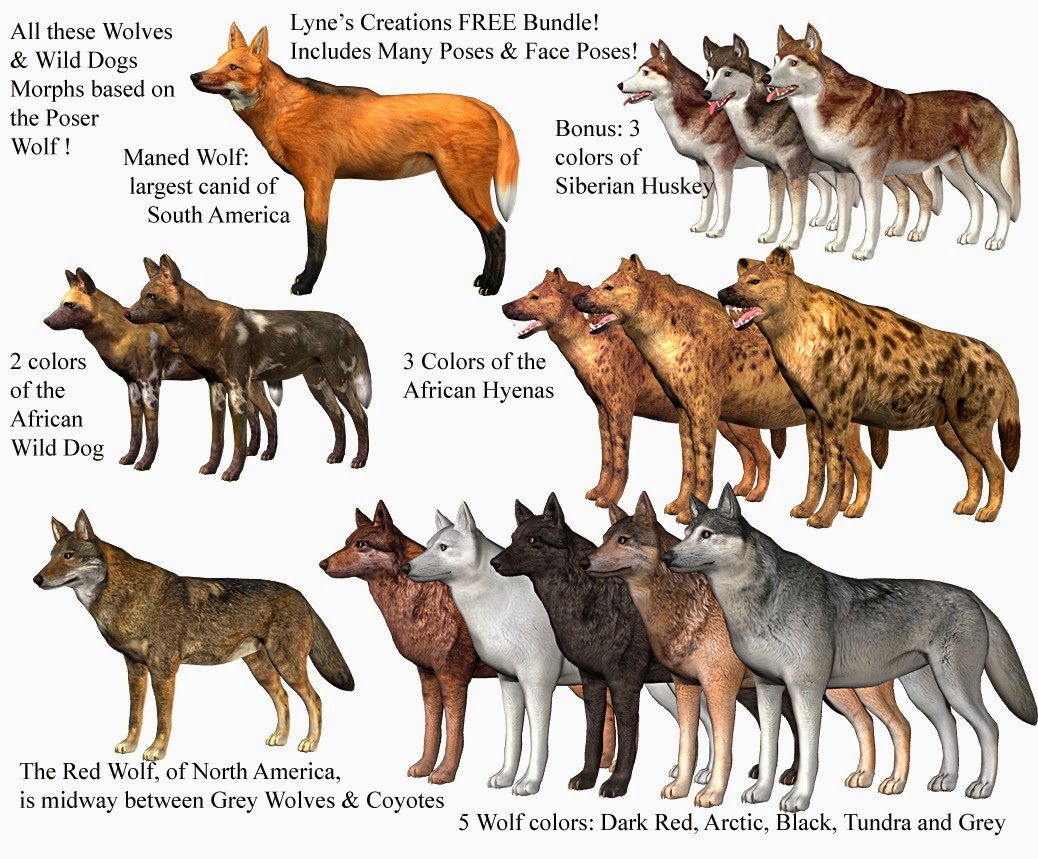 All these Wolves
& Wild Dogs
Morphs based on
the Poser
Wolf !
Lyne's Creations FREE Bundle!
Includes Many Poses & Face Poses!
Maned Wolf:
largest canid of
South America
Bonus: 3
colors of
Siberian Huskey
2 colors
of the
African
Wild Dog
3 Colors of the
African Hyenas
The Red Wolf, of North America,
is midway between Grey Wolves & Coyotes
5 Wolf colors: Dark Red, Arctic, Black, Tundra and Grey